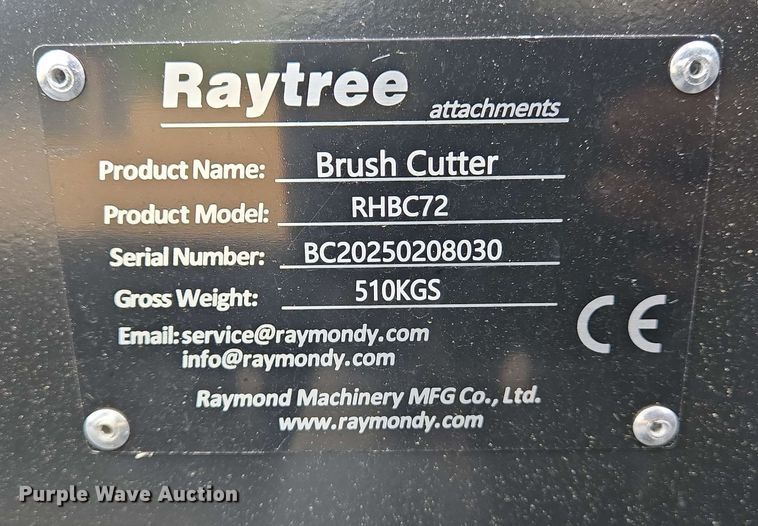 Raytree
attachments
Product Name: Brush Cutter
Product Model: RHBC72
Serial Number: BC20250208030
Gross Weight: 510KGS
Email: service@raymondy.com
info@raymondy.com
CE
Raymond Machinery MFG Co., Ltd.
www.raymondy.com
Purple Wave Auction